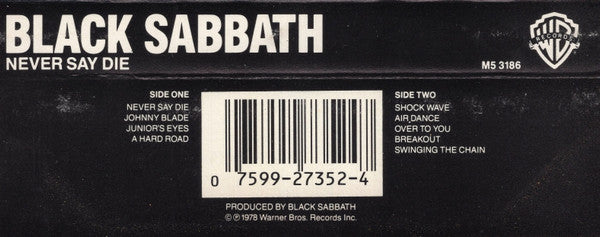 BLACK SABBATH
NEVER SAY DIE
WB
RECORDS
M5 3186
SIDE ONE
NEVER SAY DIE
JOHNNY BLADE
JUNIOR'S EYES
A HARD ROAD
0 7599-27352-4
SIDE TWO
SHOCK WAVE
AIR DANCE
OVER TO YOU
BREAKOUT
SWINGING THE CHAIN
PRODUCED BY BLACK SABBATH
© ℗ 1978 Warner Bros. Records Inc.